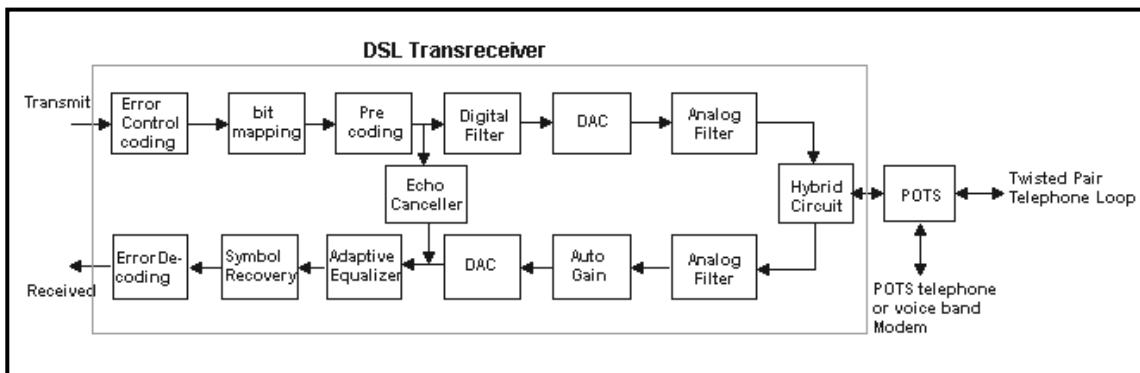 DSL Transreceiver
Transmit
Error
Control
coding
bit
mapping
Pre
coding
Digital
Filter
DAC
Analog
Filter
Echo
Canceller
Hybrid
Circuit
POTS
Twisted Pair
Telephone Loop
Received
Error De-
coding
Symbol
Recovery
Adaptive
Equalizer
DAC
Auto
Gain
Analog
Filter
POTS telephone
or voice band
Modem